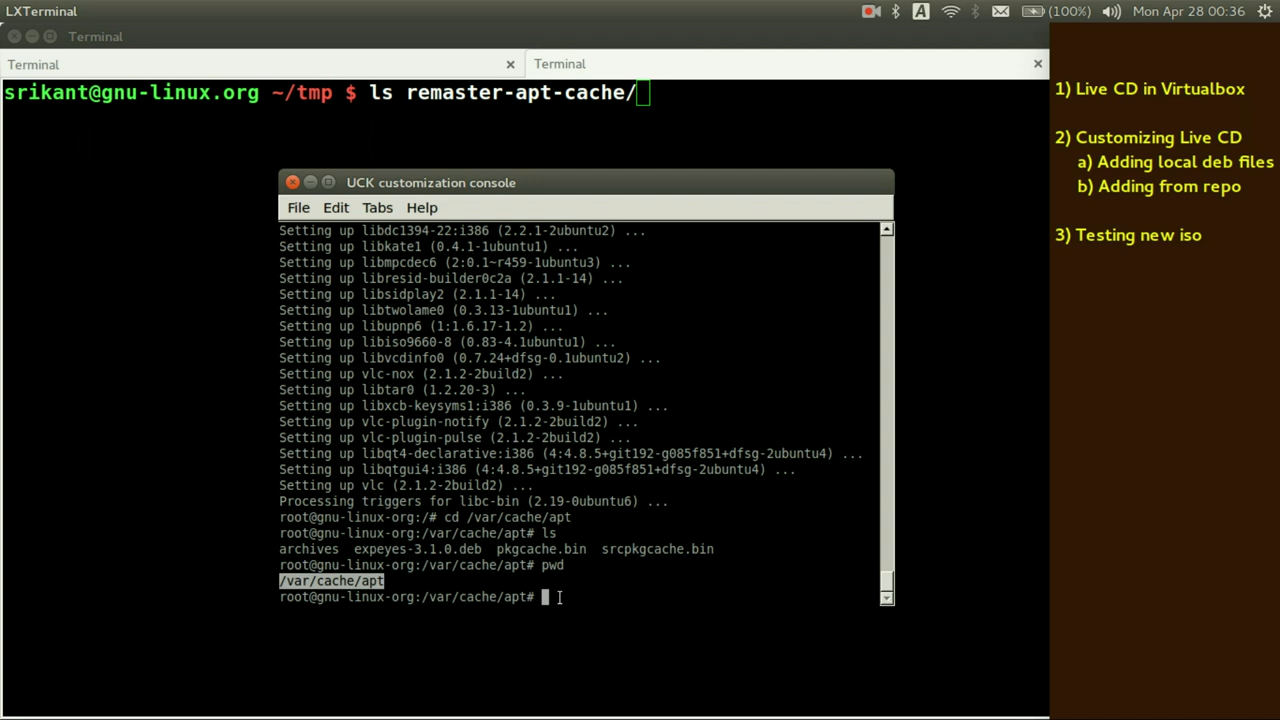 LXTerminal
(100%) Mon Apr 28 00:36
Terminal
Terminal
Terminal
srikant@gnu-linux.org ~/tmp $ ls remaster-apt-cache/
UCK customization console
File Edit Tabs Help
Setting up libdc1394-22:i386 (2.2.1-2ubuntu2) ...
Setting up libkate1 (0.4.1-1ubuntu1) ...
Setting up libmpcdec6 (2:0.1~r459-1ubuntu3) ...
Setting up libresid-builder0c2a (2.1.1-14) ...
Setting up libsidplay2 (2.1.1-14) ...
Setting up libtwolame0 (0.3.13-1ubuntu1) ...
Setting up libupnp6 (1:1.6.17-1.2) ...
Setting up libiso9660-8 (0.83-4.1ubuntu1) ...
Setting up libvcdinfo0 (0.7.24+dfsg-0.1ubuntu2) ...
Setting up vlc-nox (2.1.2-2build2) ...
Setting up libtar0 (1.2.20-3) ...
Setting up libxcb-keysyms1:i386 (0.3.9-1ubuntu1) ...
Setting up vlc-plugin-notify (2.1.2-2build2) ...
Setting up vlc-plugin-pulse (2.1.2-2build2) ...
Setting up libqt4-declarative:i386 (4:4.8.5+git192-g085f851+dfsg-2ubuntu4) ...
Setting up libqtgui4:i386 (4:4.8.5+git192-g085f851+dfsg-2ubuntu4) ...
Setting up vlc (2.1.2-2build2) ...
Processing triggers for libc-bin (2.19-0ubuntu6) ...
root@gnu-linux-org:/# cd /var/cache/apt
root@gnu-linux-org:/var/cache/apt# ls
archives expeyes-3.1.0.deb pkgcache.bin srcpkgcache.bin
root@gnu-linux-org:/var/cache/apt# pwd
/var/cache/apt
root@gnu-linux-org:/var/cache/apt#
1) Live CD in Virtualbox
2) Customizing Live CD
a) Adding local deb files
b) Adding from repo
3) Testing new iso